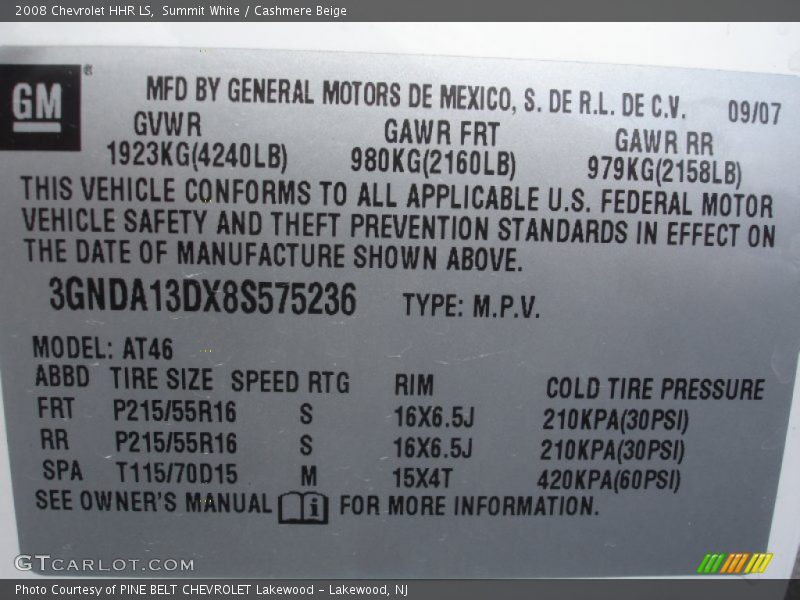 2008 Chevrolet HHR LS, Summit White / Cashmere Beige
GM®
MFD BY GENERAL MOTORS DE MEXICO, S. DE R.L. DE C.V. 09/07
GVWR GAWR FRT GAWR RR
1923KG(4240LB) 980KG(2160LB) 979KG(2158LB)
THIS VEHICLE CONFORMS TO ALL APPLICABLE U.S. FEDERAL MOTOR
VEHICLE SAFETY AND THEFT PREVENTION STANDARDS IN EFFECT ON
THE DATE OF MANUFACTURE SHOWN ABOVE.
3GNDA13DX8S575236 TYPE: M.P.V.
MODEL: AT46
ABBD TIRE SIZE SPEED RTG RIM COLD TIRE PRESSURE
FRT P215/55R16 S 16X6.5J 210KPA(30PSI)
RR P215/55R16 S 16X6.5J 210KPA(30PSI)
SPA T115/70D15 M 15X4T 420KPA(60PSI)
SEE OWNER'S MANUAL i FOR MORE INFORMATION.
GTCARLOT.COM
Photo Courtesy of PINE BELT CHEVROLET Lakewood - Lakewood, NJ